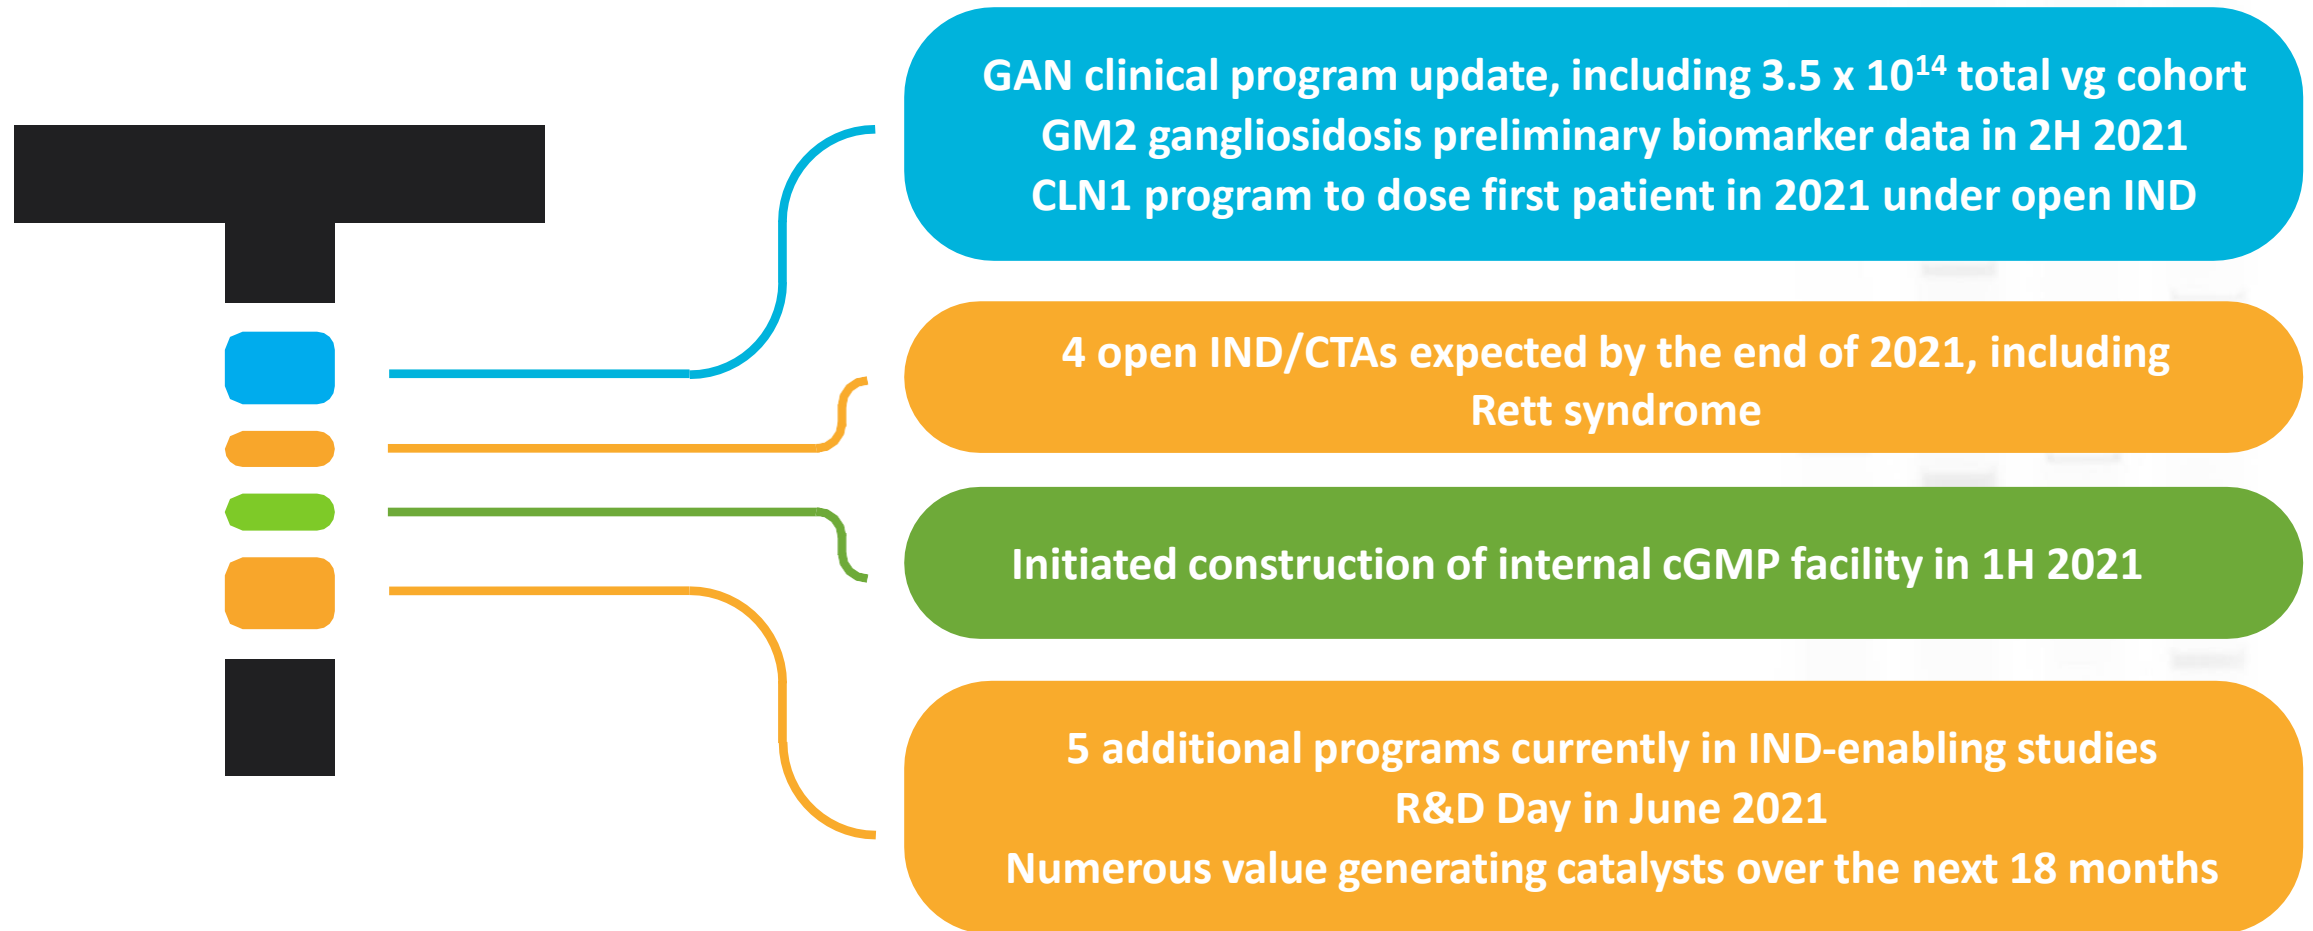 GAN clinical program update, including 3.5 x 10¹⁴ total vg cohort
GM2 gangliosidosis preliminary biomarker data in 2H 2021
CLN1 program to dose first patient in 2021 under open IND
4 open IND/CTAs expected by the end of 2021, including
Rett syndrome
Initiated construction of internal cGMP facility in 1H 2021
5 additional programs currently in IND-enabling studies
R&D Day in June 2021
Numerous value generating catalysts over the next 18 months